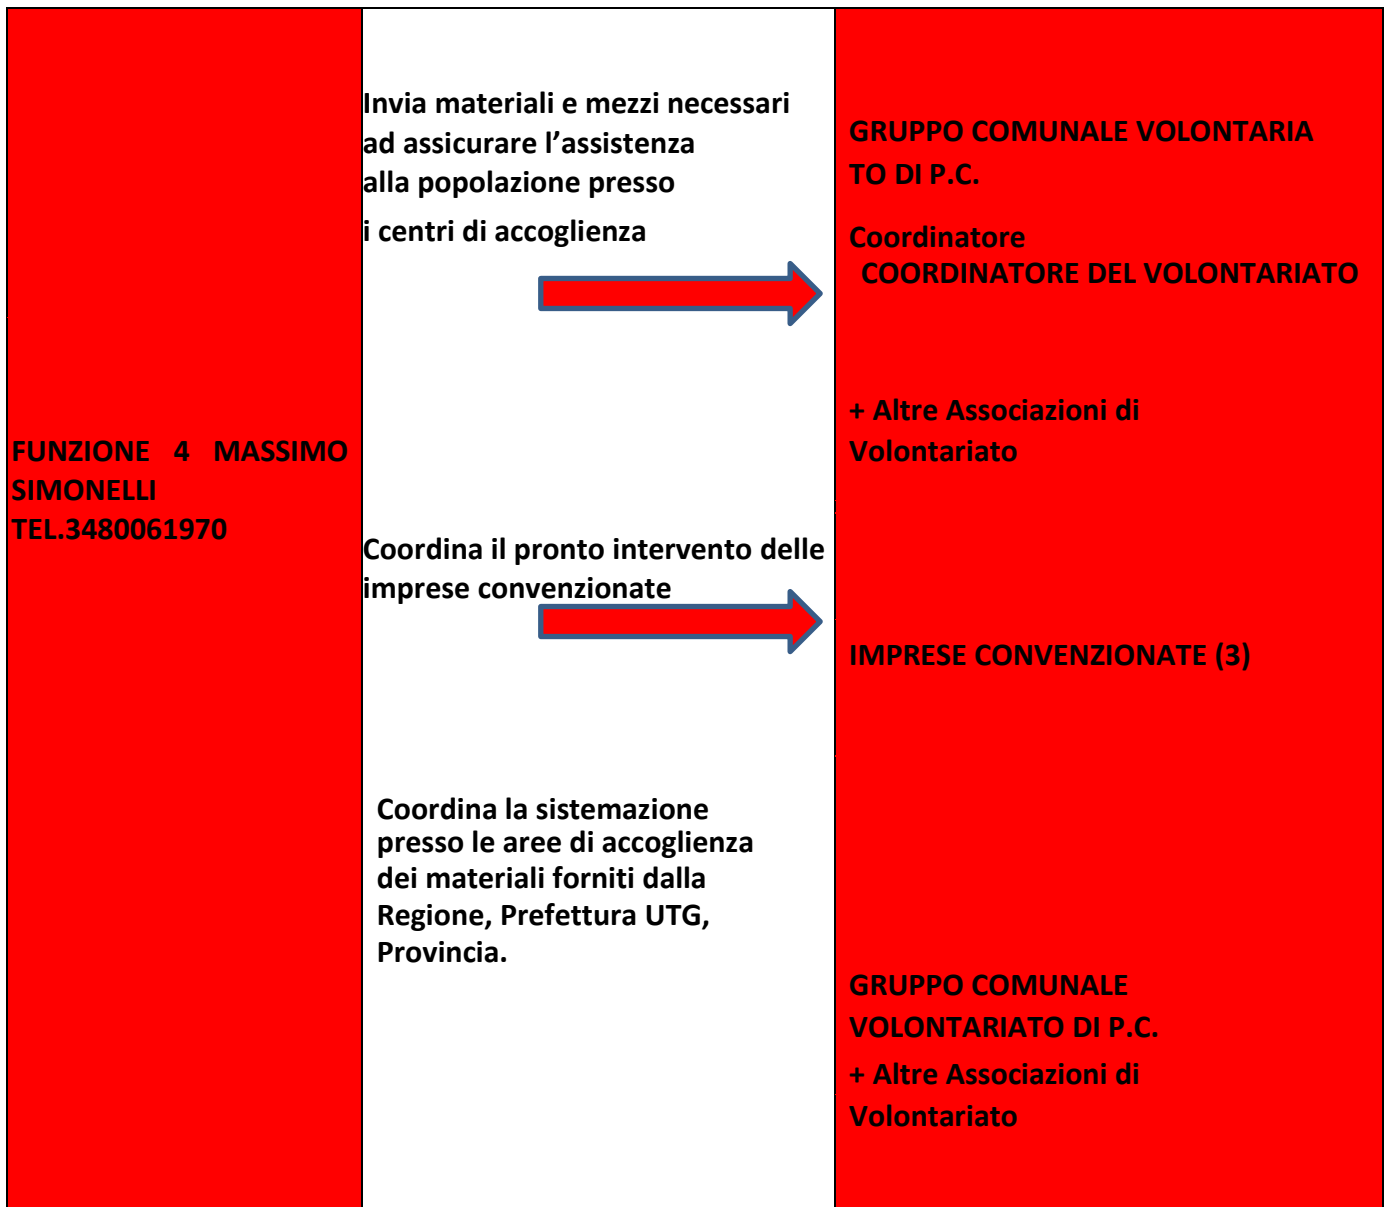 FUNZIONE 4 MASSIMO
SIMONELLI
TEL.3480061970
Invia materiali e mezzi necessari
ad assicurare l’assistenza
alla popolazione presso
i centri di accoglienza
Coordina il pronto intervento delle
imprese convenzionate
Coordina la sistemazione
presso le aree di accoglienza
dei materiali forniti dalla
Regione, Prefettura UTG,
Provincia.
GRUPPO COMUNALE VOLONTARIA
TO DI P.C.
Coordinatore
COORDINATORE DEL VOLONTARIATO
+ Altre Associazioni di
Volontariato
IMPRESE CONVENZIONATE (3)
GRUPPO COMUNALE
VOLONTARIATO DI P.C.
+ Altre Associazioni di
Volontariato